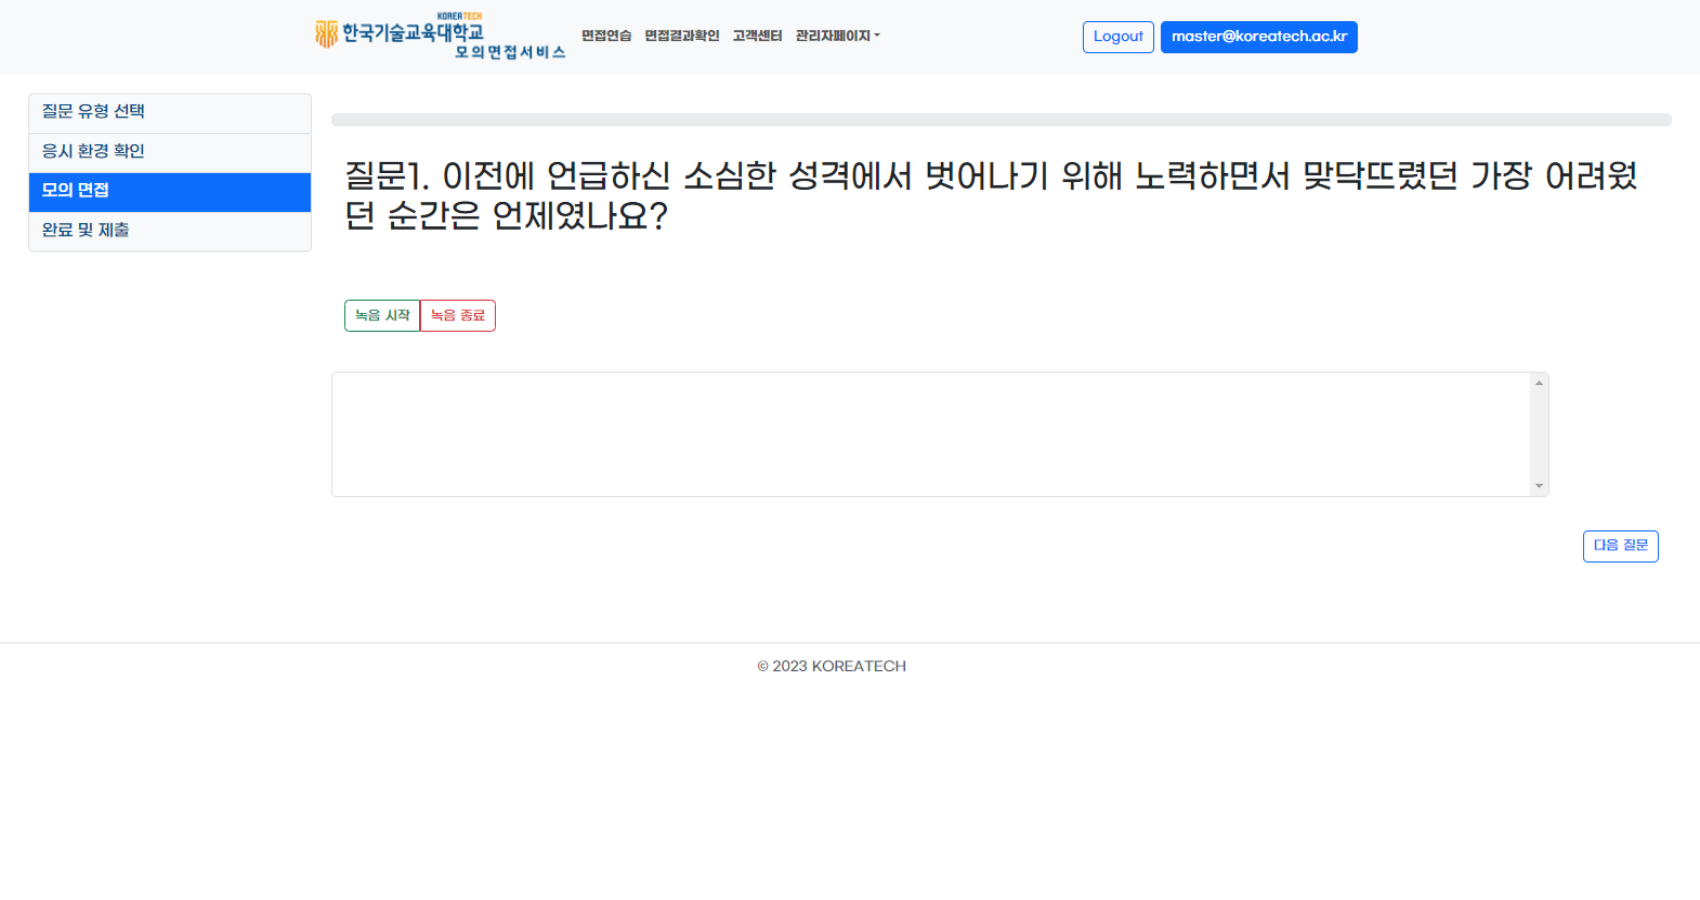 KOREATECH
한국기술교육대학교
모의면접서비스
면접연습 면접결과확인 고객센터 관리자페이지
Logout
master@koreatech.ac.kr
질문 유형 선택
응시 환경 확인
모의 면접
완료 및 제출
질문1. 이전에 언급하신 소심한 성격에서 벗어나기 위해 노력하면서 맞닥뜨렸던 가장 어려웠
던 순간은 언제였나요?
녹음 시작 녹음 종료
다음 질문
© 2023 KOREATECH